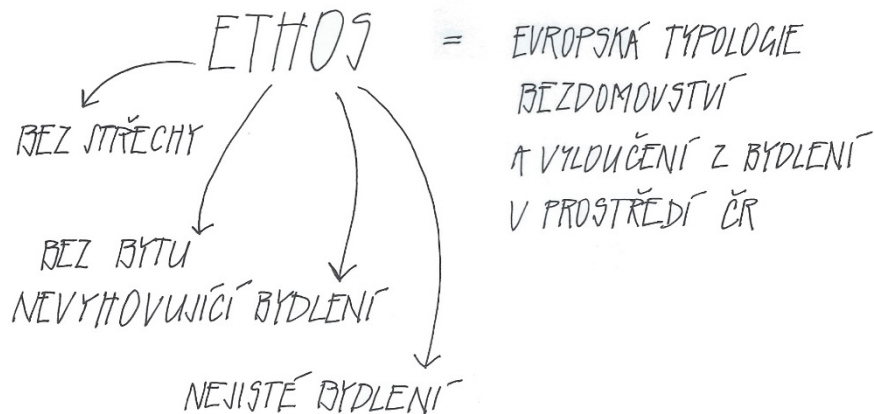 ETHOS = EVROPSKÁ TYPOLOGIE
BEZDOMOVSTVÍ
A VYLOUČENÍ Z BYDLENÍ
V PROSTŘEDÍ ČR
BEZ STŘECHY
BEZ BYTU
NEVYHOVUJÍCÍ BYDLENÍ
NEJISTÉ BYDLENÍ